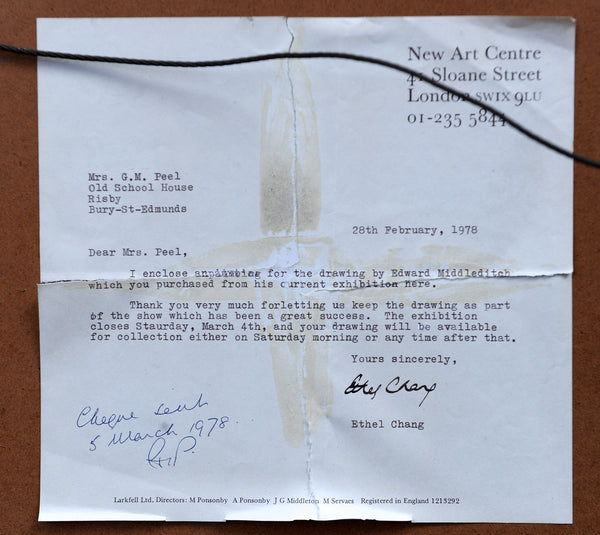 New Art Centre
41 Sloane Street
London SW1X 9LU
01-235 5844
Mrs. G.M. Peel
Old School House
Risby
Bury-St-Edmunds
28th February, 1978
Dear Mrs. Peel,
I enclose an for the drawing by Edward Middleditch
which you purchased from his current exhibition here.
Thank you very much forletting us keep the drawing as part
of the show which has been a great success. The exhibition
closes Staurday, March 4th, and your drawing will be available
for collection either on Saturday morning or any time after that.
Yours sincerely,
Ethel Chang
Ethel Chang
Cheque sent
5 March 1978
Larkfell Ltd. Directors: M Ponsonby A Ponsonby J G Middleton M Servaes Registered in England 1213292